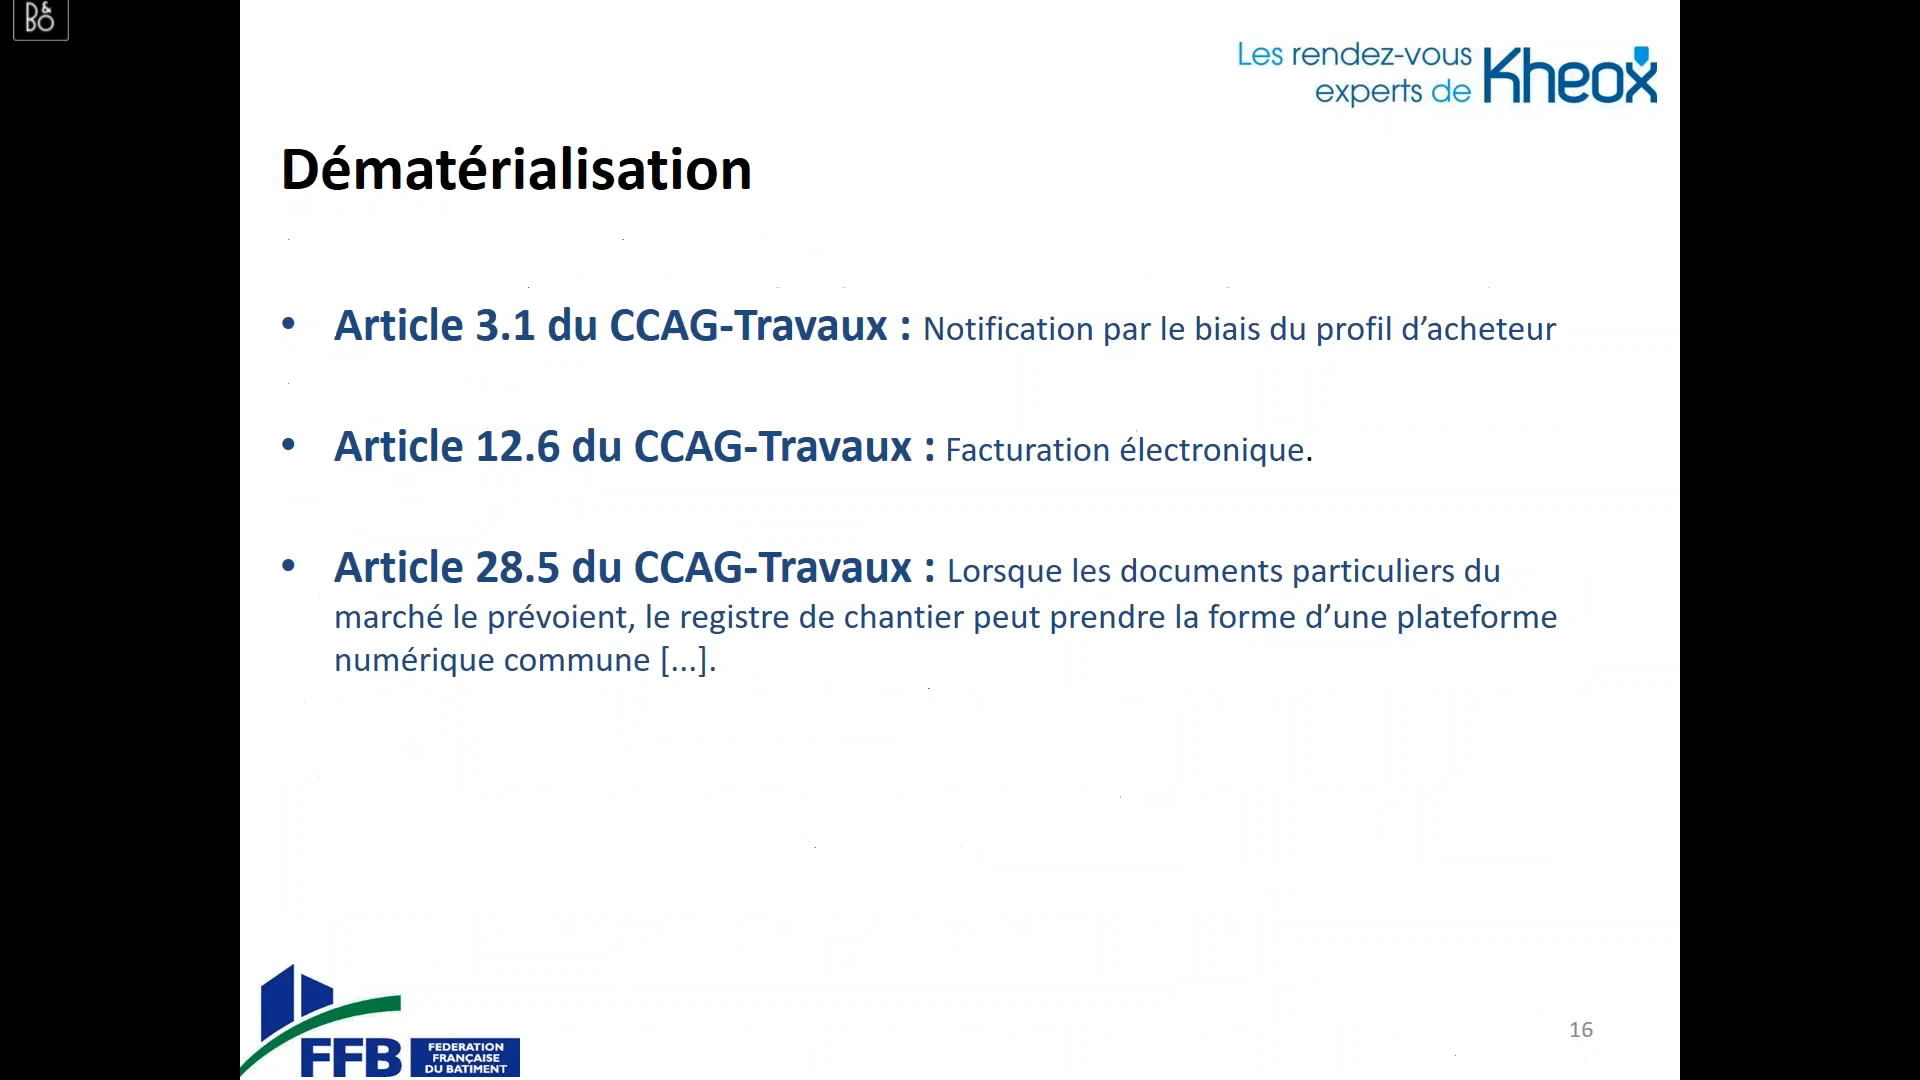 B&O
Les rendez-vous
experts de
Kheox
Dématérialisation
• Article 3.1 du CCAG-Travaux : Notification par le biais du profil d’acheteur
• Article 12.6 du CCAG-Travaux : Facturation électronique.
• Article 28.5 du CCAG-Travaux : Lorsque les documents particuliers du
marché le prévoient, le registre de chantier peut prendre la forme d’une plateforme
numérique commune [...].
FFB
FEDERATION
FRANÇAISE
DU BATIMENT
16